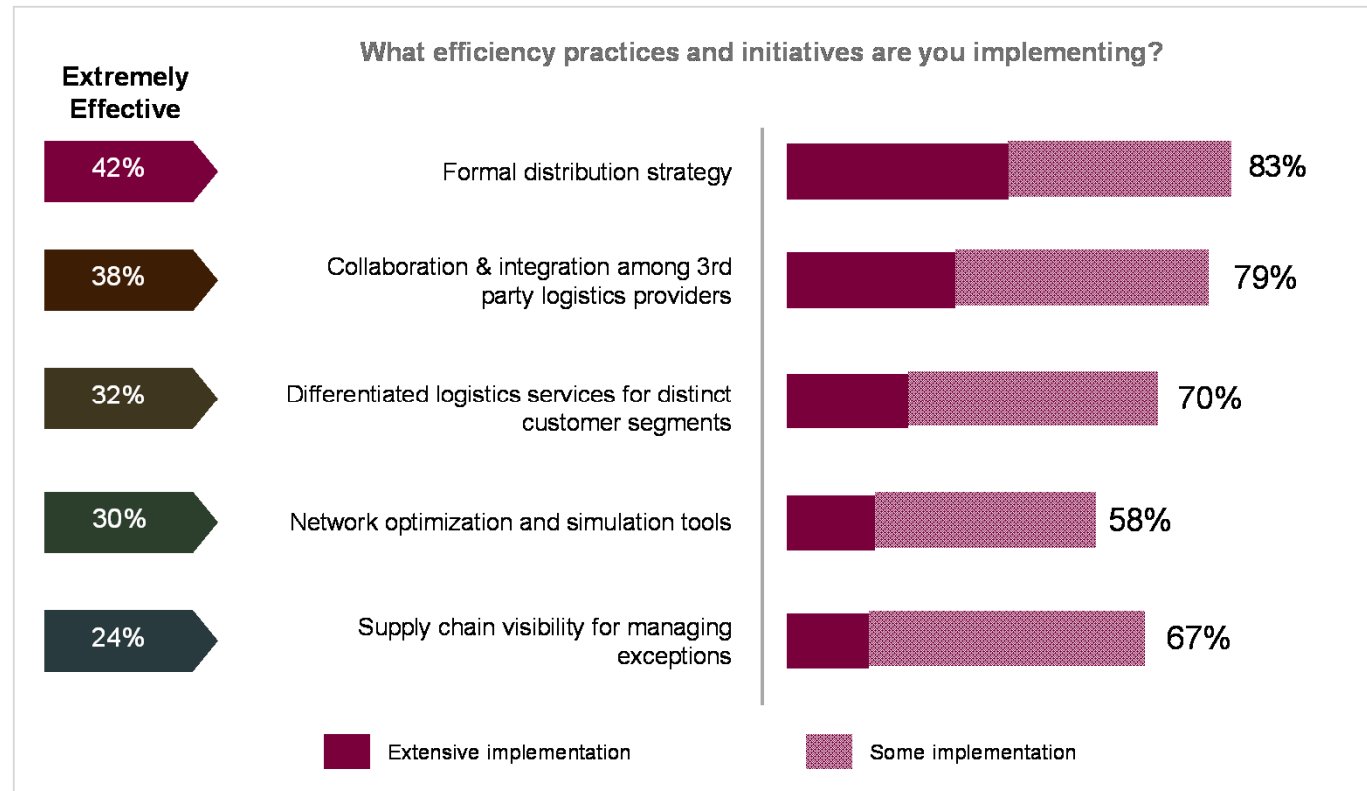 What efficiency practices and initiatives are you implementing?
Extremely
Effective
42%
Formal distribution strategy
83%
38%
Collaboration & integration among 3rd
party logistics providers
79%
32%
Differentiated logistics services for distinct
customer segments
70%
30%
Network optimization and simulation tools
58%
24%
Supply chain visibility for managing
exceptions
67%
Extensive implementation
Some implementation